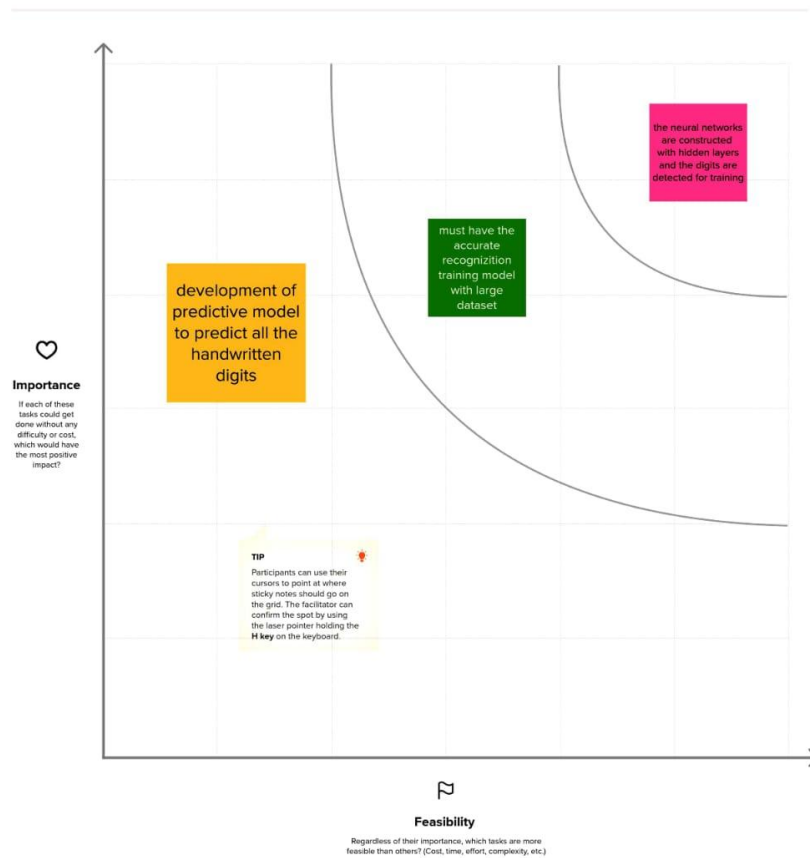 the neural networks
are constructed
with hidden layers
and the digits are
detected for training
must have the
accurate
recognizition
training model
with large
dataset
development of
predictive model
to predict all the
handwritten
digits
Importance
If each of these
tasks could get
done without any
difficulty or cost,
which would have
the most positive
impact?
TIP
Participants can use their
cursors to point at where
sticky notes should go on
the grid. The facilitator can
confirm the spot by using
the laser pointer holding the
H key on the keyboard.
Feasibility
Regardless of their importance, which tasks are more
feasible than others? (Cost, time, effort, complexity, etc.)